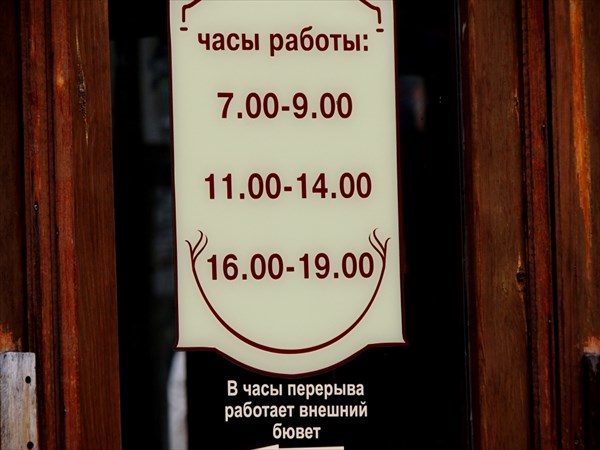 часы работы:
7.00-9.00
11.00-14.00
16.00-19.00
В часы перерыва
работает внешний
бювет